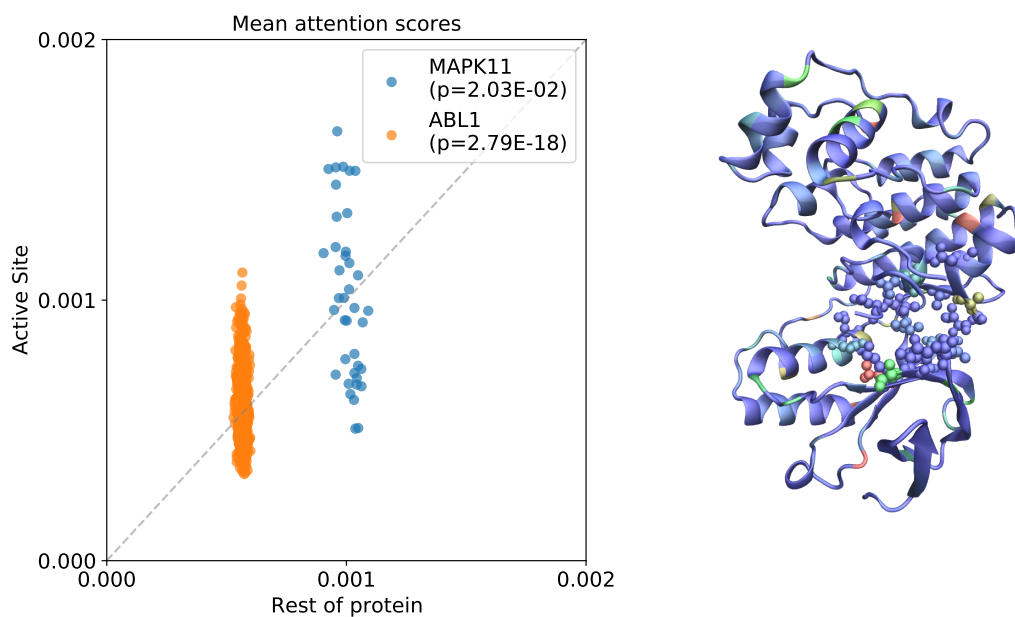 Mean attention scores
0.002
MAPK11
(p=2.03E-02)
ABL1
(p=2.79E-18)
Active Site
0.001
0.000
0.000
0.001
0.002
Rest of protein